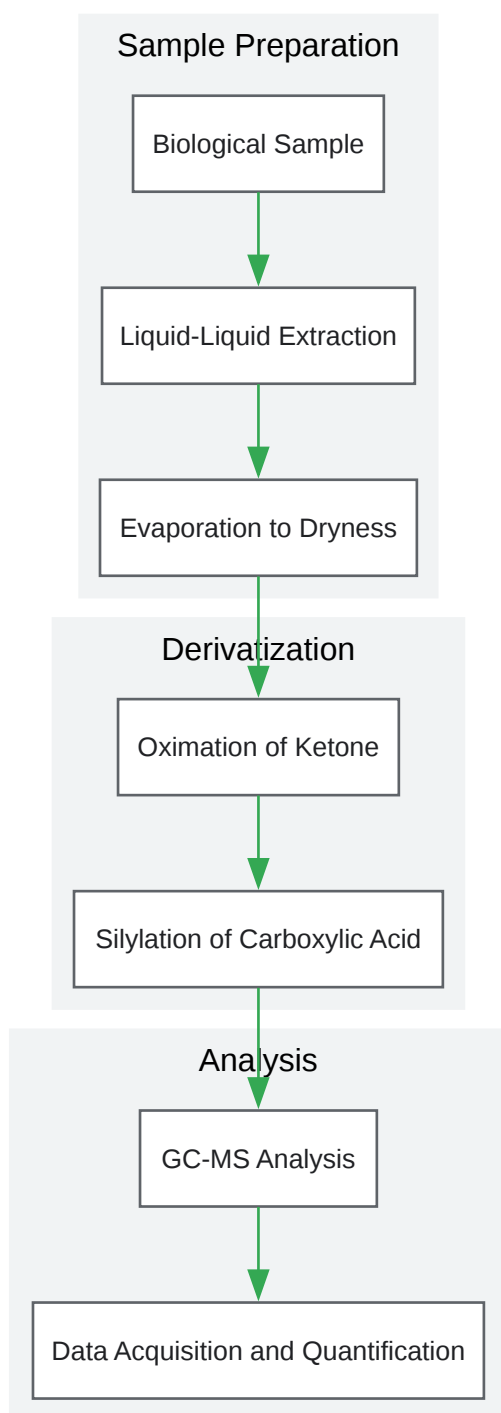 Sample Preparation
Biological Sample
Liquid-Liquid Extraction
Evaporation to Dryness
Derivatization
Oximation of Ketone
Silylation of Carboxylic Acid
Analysis
GC-MS Analysis
Data Acquisition and Quantification